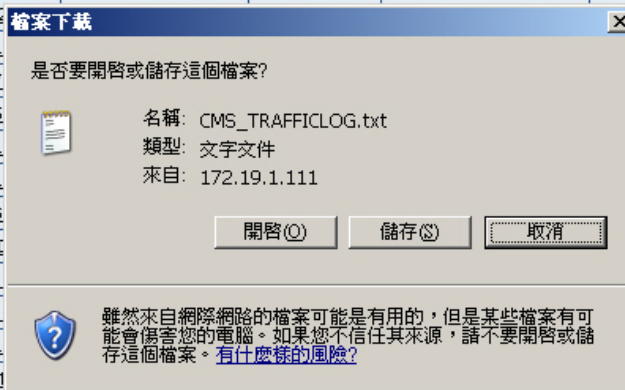 檔案下載
是否要開啓或儲存這個檔案?
名稱: CMS_TRAFFICLOG.txt
類型: 文字文件
來自: 172.19.1.111
開啓(O) 儲存(S) 取消
雖然來自網際網路的檔案可能是有用的，但是某些檔案有可
能會傷害您的電腦。如果您不信任其來源，請不要開啓或儲
存這個檔案。有什麼樣的風險?